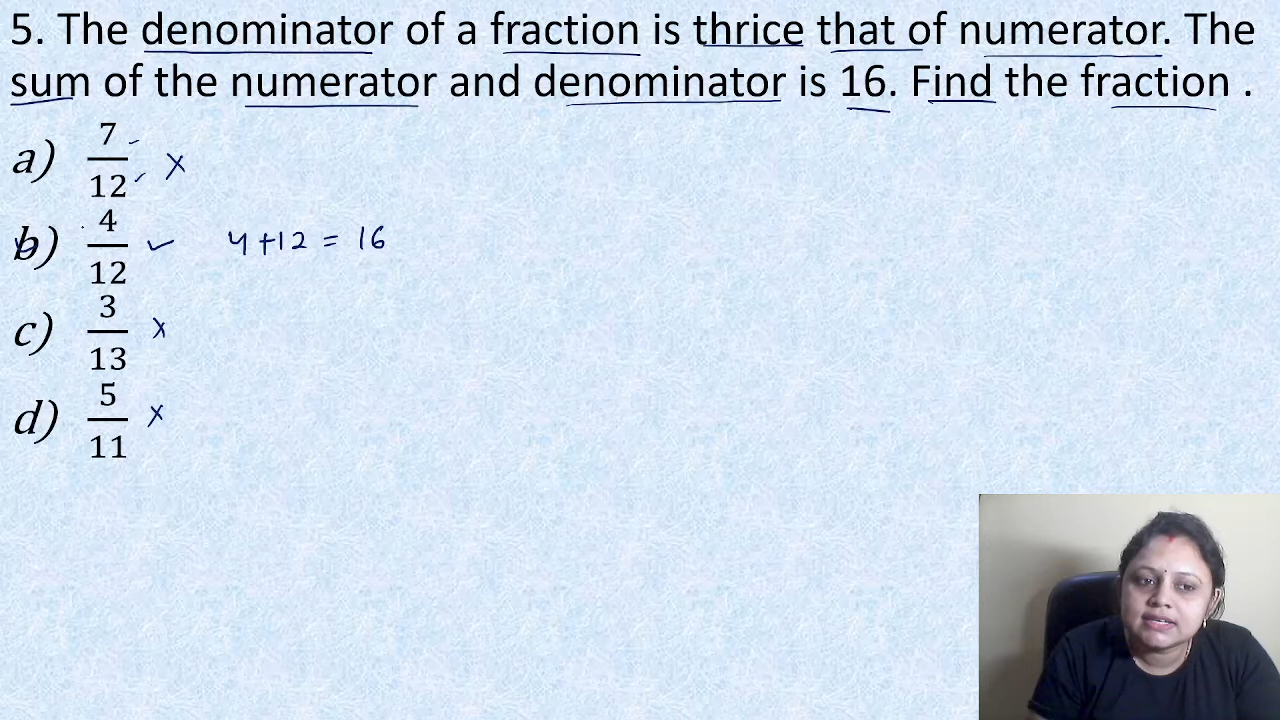 5. The denominator of a fraction is thrice that of numerator. The
sum of the numerator and denominator is 16. Find the fraction .
a) 7/12 ×
b) 4/12 ✓ 4+12 = 16
c) 3/13 ×
d) 5/11 ×